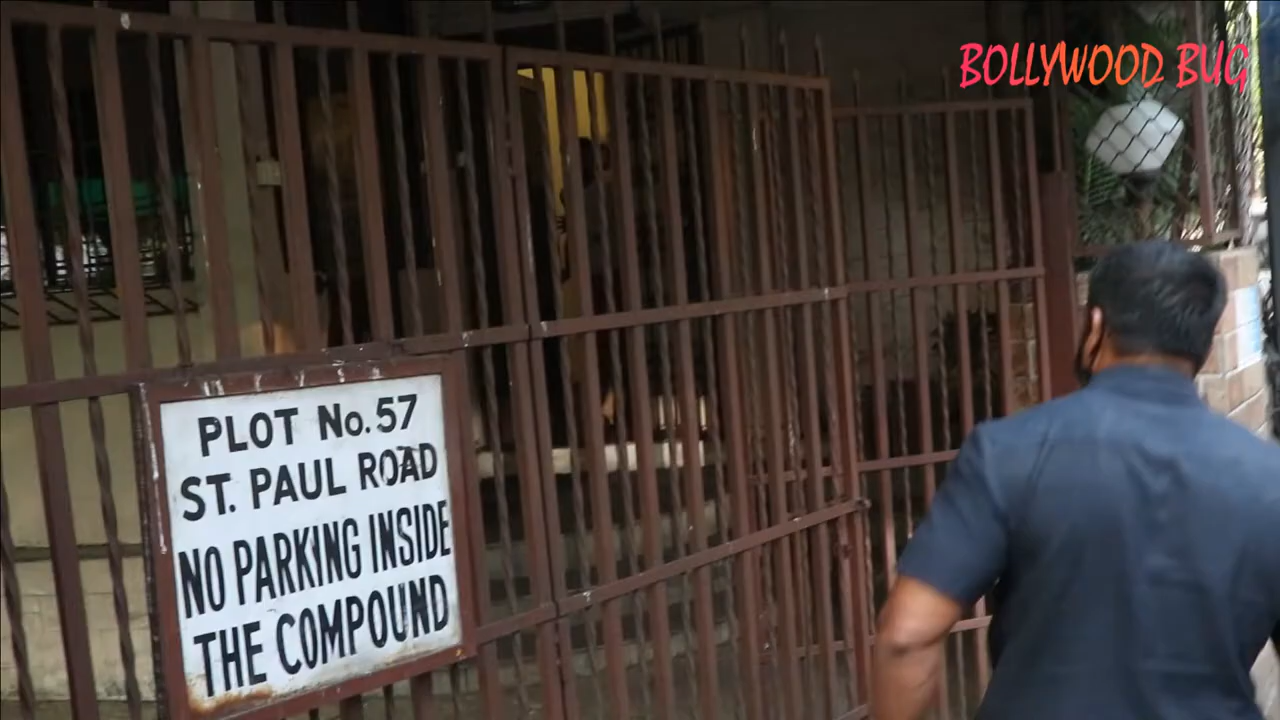 BOLLYWOOD BUG
PLOT No. 57
ST. PAUL ROAD
NO PARKING INSIDE
THE COMPOUND